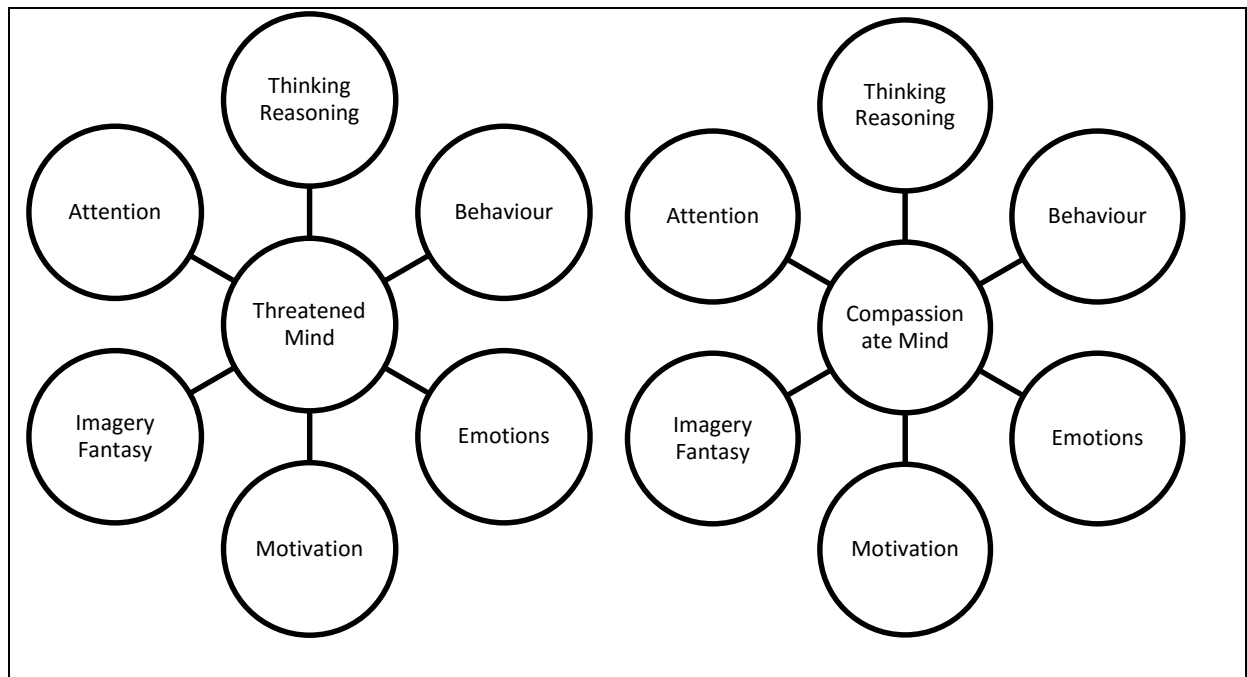 Thinking
Reasoning
Attention
Behaviour
Threatened
Mind
Imagery
Fantasy
Emotions
Motivation
Thinking
Reasoning
Attention
Behaviour
Compassion
ate Mind
Imagery
Fantasy
Emotions
Motivation